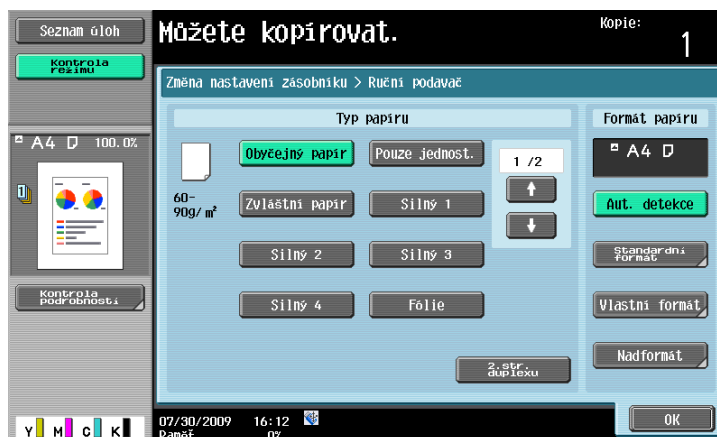 Seznam úloh
Můžete kopírovat.
Kopie:
1
Kontrola
režimu
Změna nastavení zásobníku > Ruční podavač
Typ papíru
Formát papíru
A4 100.0%
Obyčejný papír
Pouze jednost.
1 /2
A4
60-
90g/ m²
Zvláštní papír
Silný 1
Aut. detekce
Silný 2
Silný 3
Standardní
formát
Kontrola
podrobností
Silný 4
Fólie
Vlastní formát
2.str.
duplexu
Nadformát
07/30/2009 16:12
OK
Y M C K
Paměť 0%